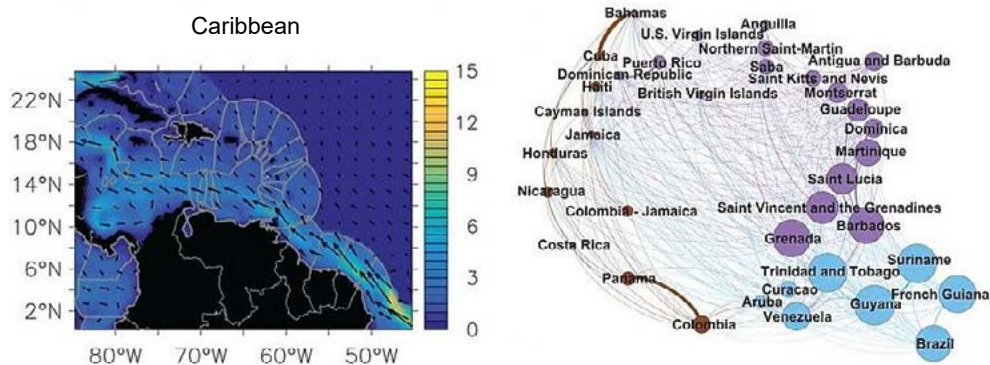 Caribbean
22°N
18°N
14°N
10°N
6°N
2°N
80°W
70°W
60°W
50°W
15
12
9
6
3
0
Bahamas
Anguilla
U.S. Virgin Islands
Cuba
Northern Saint-Martin
Puerto Rico
Saba
Antigua and Barbuda
Dominican Republic
Haiti
Saint Kitts and Nevis
British Virgin Islands
Montserrat
Cayman Islands
Guadeloupe
Jamaica
Dominica
Honduras
Martinique
Saint Lucia
Nicaragua
Colombia - Jamaica
Saint Vincent and the Grenadines
Barbados
Costa Rica
Grenada
Suriname
Panama
Trinidad and Tobago
Curacao
French Guiana
Aruba
Guyana
Venezuela
Colombia
Brazil